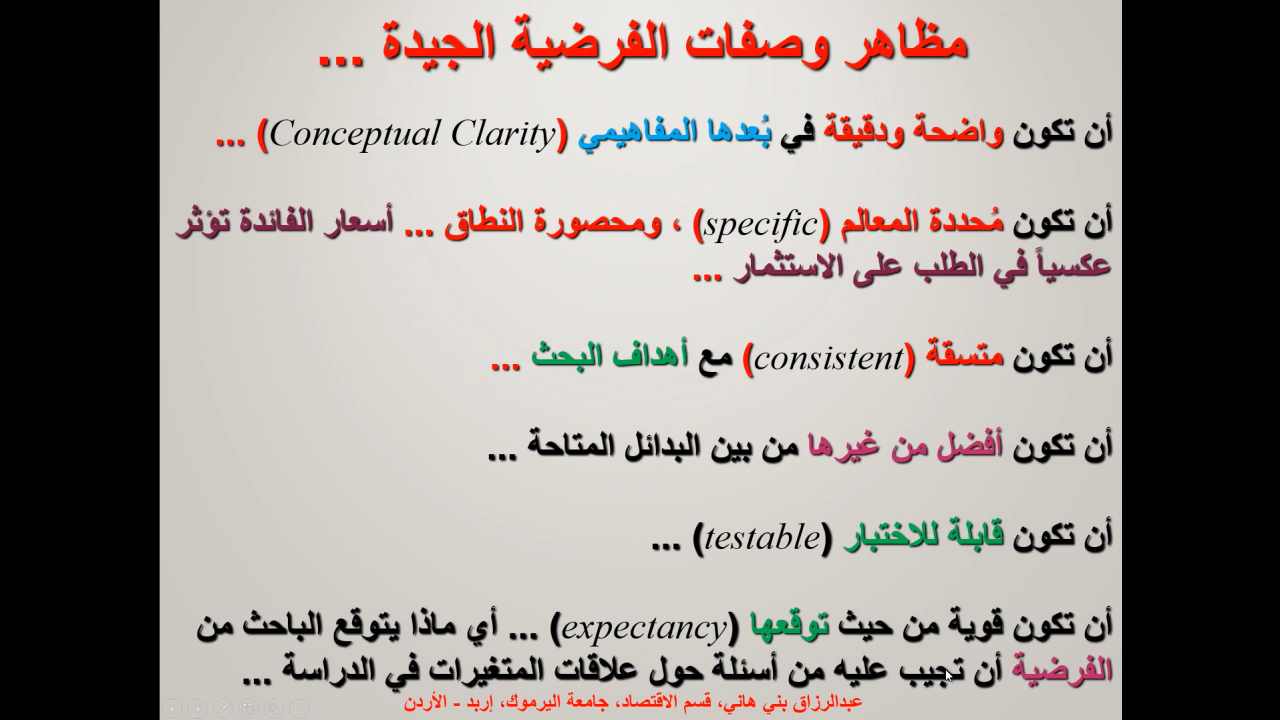 مظاهر وصفات الفرضية الجيدة ...
أن تكون واضحة ودقيقة في بُعدها المفاهيمي (Conceptual Clarity) ...
أن تكون مُحددة المعالم (specific) ، ومحصورة النطاق ... أسعار الفائدة تؤثر
عكسياً في الطلب على الاستثمار ...
أن تكون متسقة (consistent) مع أهداف البحث ...
أن تكون أفضل من غيرها من بين البدائل المتاحة ...
أن تكون قابلة للاختبار (testable) ...
أن تكون قوية من حيث توقعها (expectancy) ... أي ماذا يتوقع الباحث من
الفرضية أن تجيب عليه من أسئلة حول علاقات المتغيرات في الدراسة ...
عبدالرزاق بني هاني، قسم الاقتصاد، جامعة اليرموك، إربد - الأردن